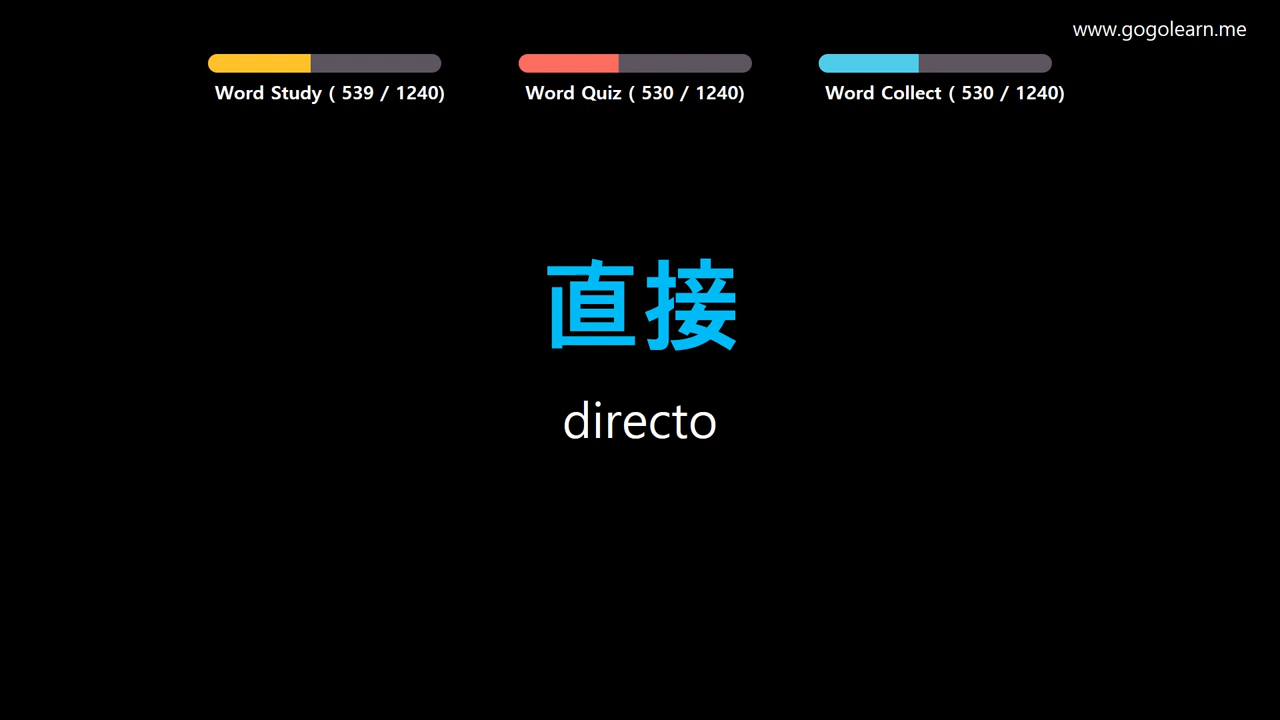 www.gogolearn.me
Word Study ( 539 / 1240)
Word Quiz ( 530 / 1240)
Word Collect ( 530 / 1240)
直接
directo